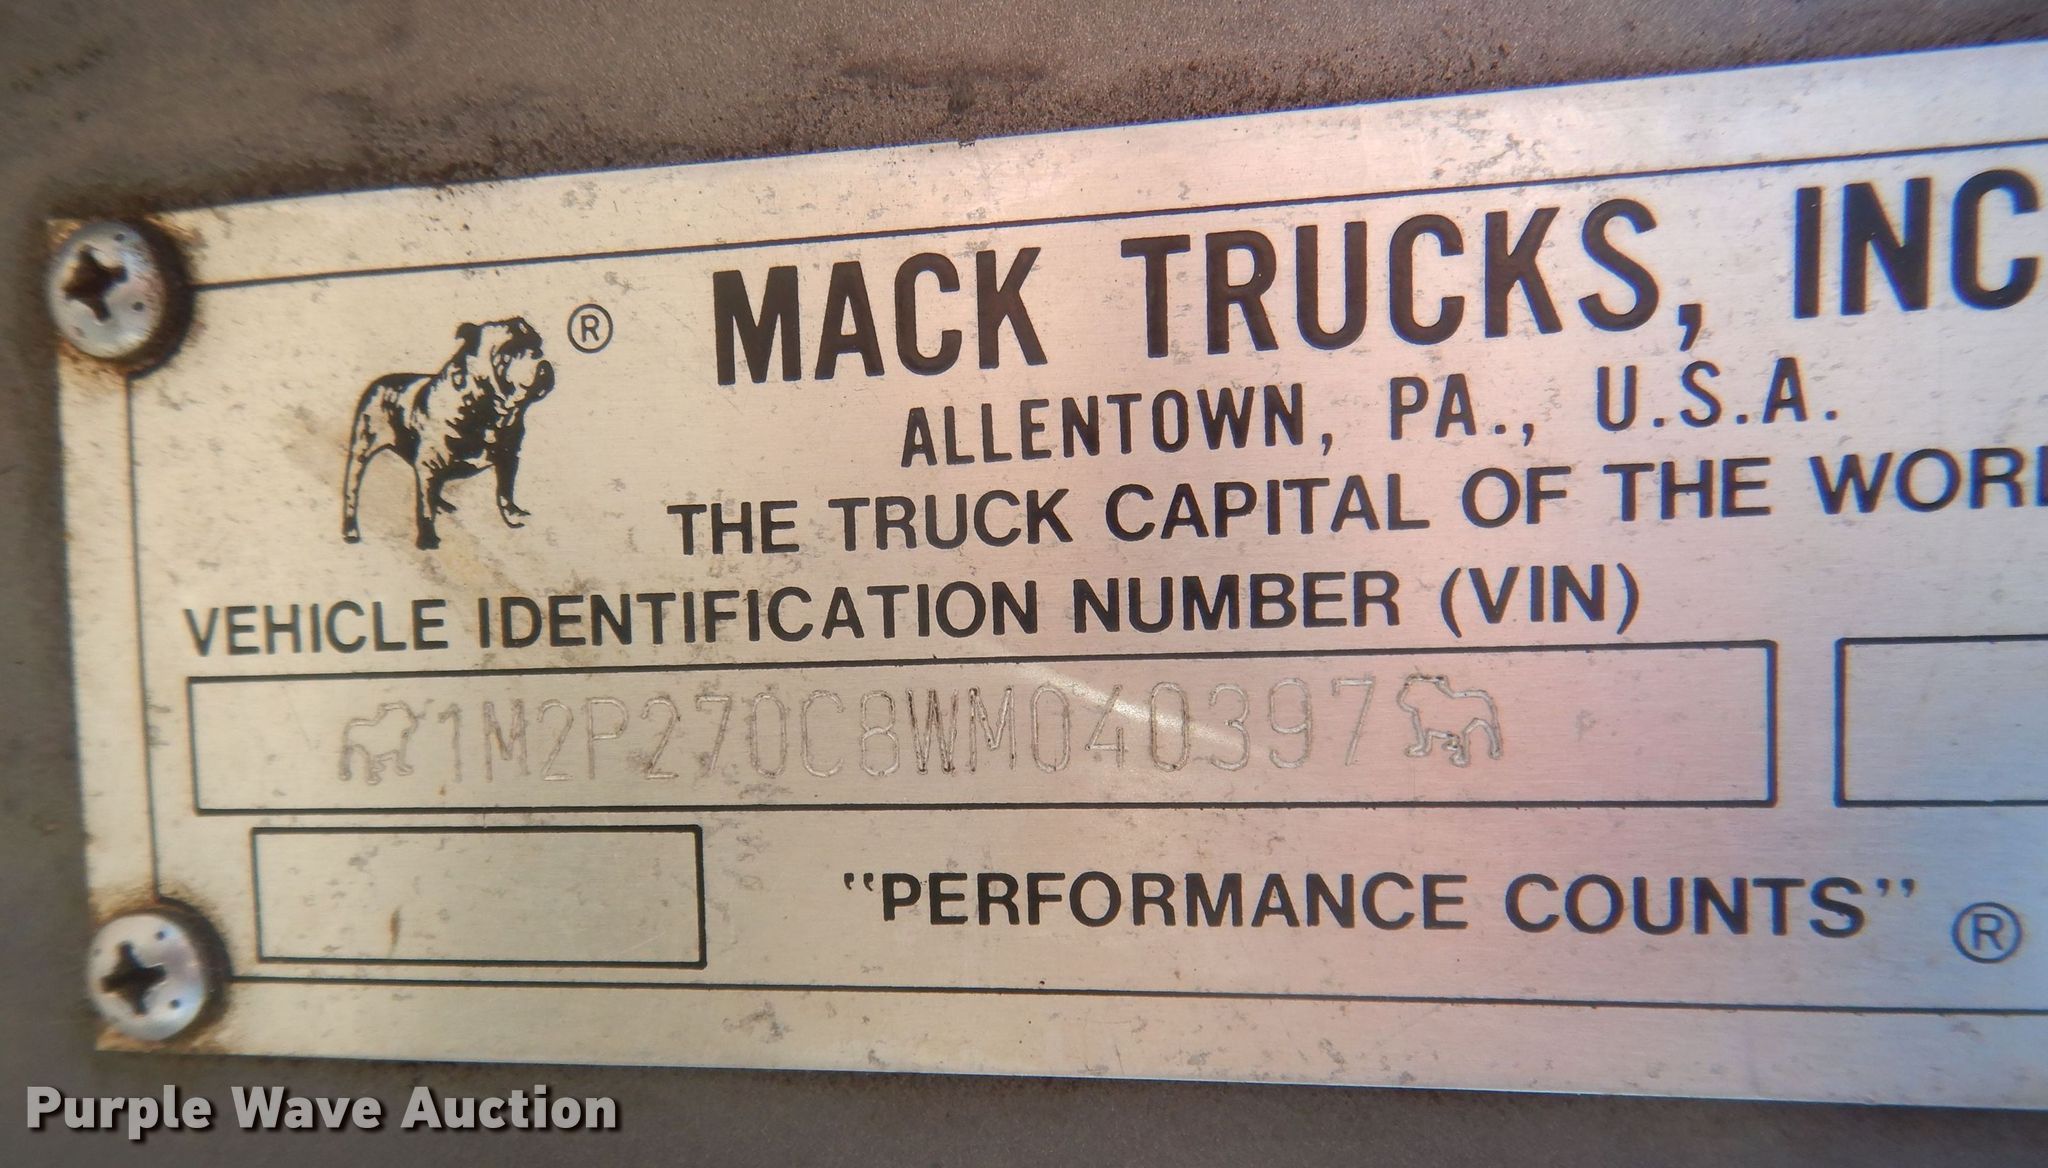 ®
MACK TRUCKS, INC
ALLENTOWN, PA., U.S.A.
THE TRUCK CAPITAL OF THE WORL
VEHICLE IDENTIFICATION NUMBER (VIN)
1M2P270C8WM040397
"PERFORMANCE COUNTS" ®
Purple Wave Auction